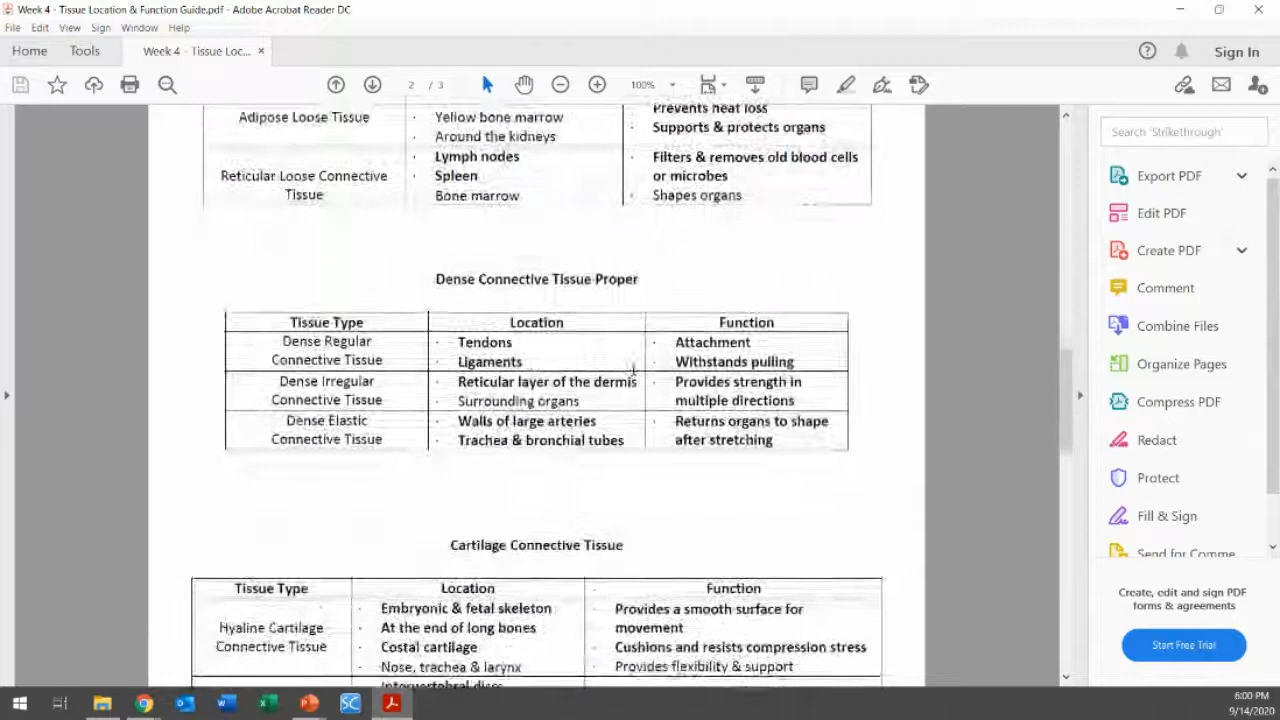 Week 4 - Tissue Location & Function Guide.pdf - Adobe Acrobat Reader DC
File Edit View Sign Window Help
Home Tools Week 4 - Tissue Loc... × Sign In
2 / 3 100%
Adipose Loose Tissue
· Yellow bone marrow
· Around the kidneys
Prevents heat loss
· Supports & protects organs
Reticular Loose Connective
Tissue
· Lymph nodes
· Spleen
Bone marrow
· Filters & removes old blood cells
or microbes
· Shapes organs
Dense Connective Tissue Proper
Tissue Type Location Function
Dense Regular
Connective Tissue
· Tendons
· Ligaments
· Attachment
· Withstands pulling
Dense Irregular
Connective Tissue
· Reticular layer of the dermis
· Surrounding organs
· Provides strength in
multiple directions
Dense Elastic
Connective Tissue
· Walls of large arteries
· Trachea & bronchial tubes
· Returns organs to shape
after stretching
Cartilage Connective Tissue
Tissue Type Location Function
Hyaline Cartilage
Connective Tissue
· Embryonic & fetal skeleton
· At the end of long bones
· Costal cartilage
· Nose, trachea & larynx
· Provides a smooth surface for
movement
· Cushions and resists compression stress
· Provides flexibility & support
Intervertebral discs
Search 'Strikethrough'
Export PDF
Edit PDF
Create PDF
Comment
Combine Files
Organize Pages
Compress PDF
Redact
Protect
Fill & Sign
Send for Comme
Create, edit and sign PDF
forms & agreements
Start Free Trial
SC
6:00 PM
9/14/2020